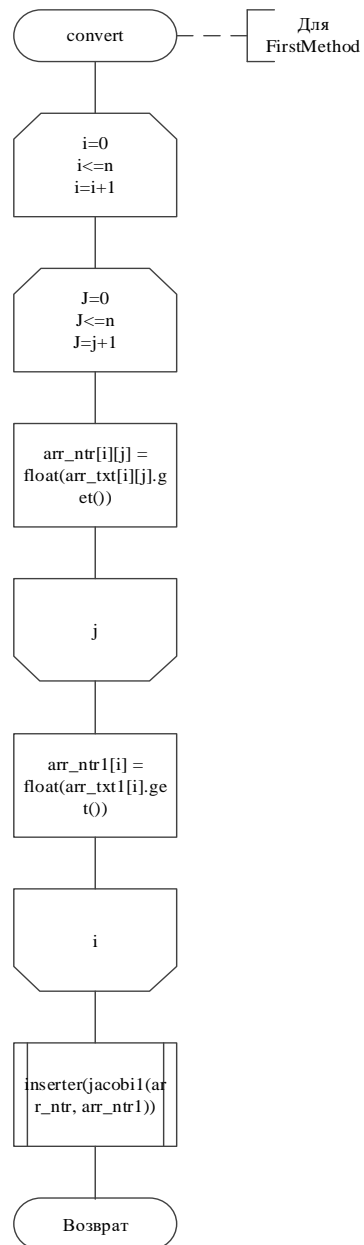 convert
Для
FirstMethod
i=0
i<=n
i=i+1
J=0
J<=n
J=j+1
arr_ntr[i][j] =
float(arr_txt[i][j].g
et())
j
arr_ntr1[i] =
float(arr_txt1[i].ge
t())
i
inserter(jacobi1(ar
r_ntr, arr_ntr1))
Возврат